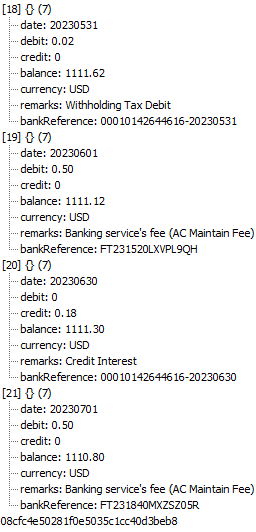 [18] {} (7)
date: 20230531
debit: 0.02
credit: 0
balance: 1111.62
currency: USD
remarks: Withholding Tax Debit
bankReference: 00010142644616-20230531
[19] {} (7)
date: 20230601
debit: 0.50
credit: 0
balance: 1111.12
currency: USD
remarks: Banking service's fee (AC Maintain Fee)
bankReference: FT231520LXVPL9QH
[20] {} (7)
date: 20230630
debit: 0
credit: 0.18
balance: 1111.30
currency: USD
remarks: Credit Interest
bankReference: 00010142644616-20230630
[21] {} (7)
date: 20230701
debit: 0.50
credit: 0
balance: 1110.80
currency: USD
remarks: Banking service's fee (AC Maintain Fee)
bankReference: FT231840MXZSZ05R
08cfc4e50281f0e5035c1cc40d3beb8